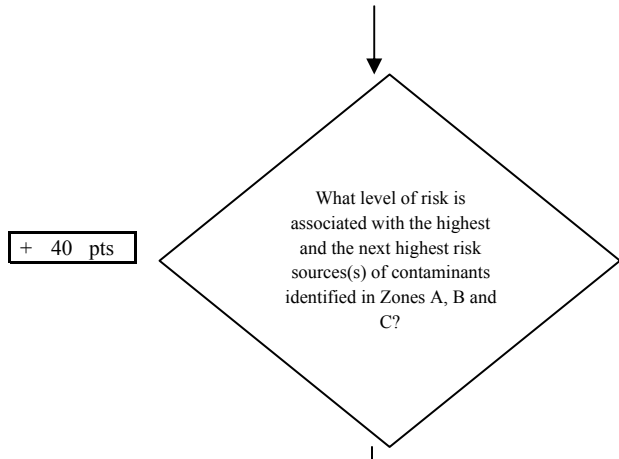 What level of risk is
associated with the highest
+ 40 pts
and the next highest risk
sources(s) of contaminants
identified in Zones A, B and
C?